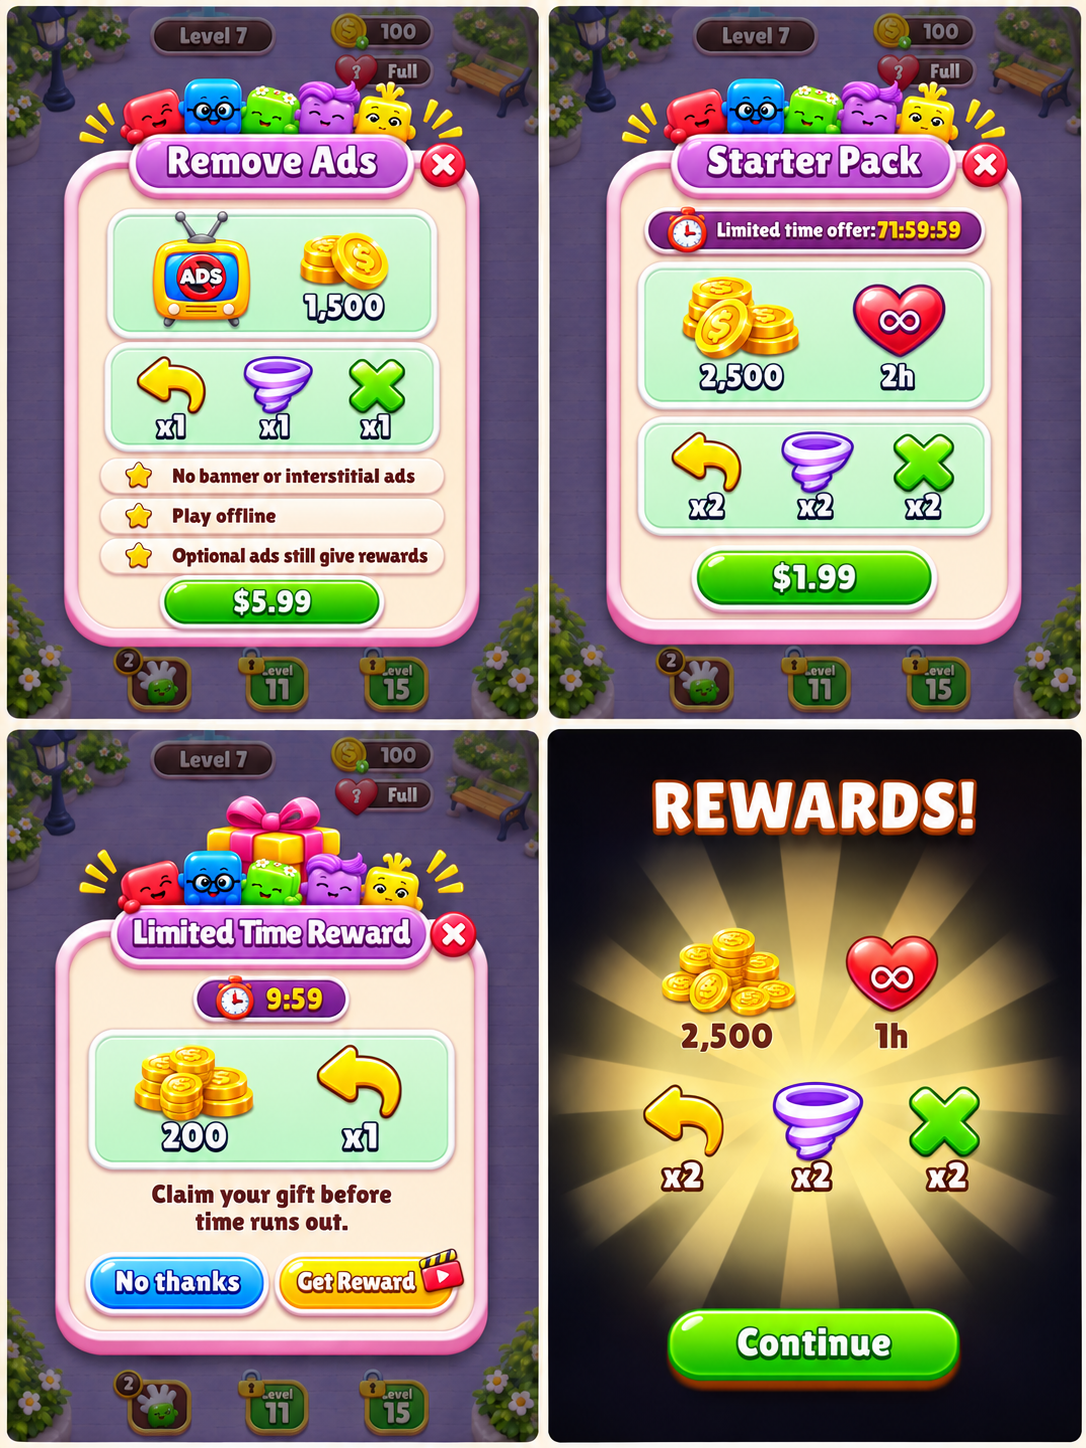 Level 7
100
Full
Remove Ads
ADS
1,500
x1
x1
x1
No banner or interstitial ads
Play offline
Optional ads still give rewards
$5.99
2
Level
11
Level
15
Level 7
100
Full
Starter Pack
Limited time offer: 71:59:59
2,500
2h
x2
x2
x2
$1.99
2
Level
11
Level
15
Level 7
100
Full
Limited Time Reward
9:59
200
x1
Claim your gift before
time runs out.
No thanks
Get Reward
2
Level
11
Level
15
REWARDS!
2,500
1h
x2
x2
x2
Continue